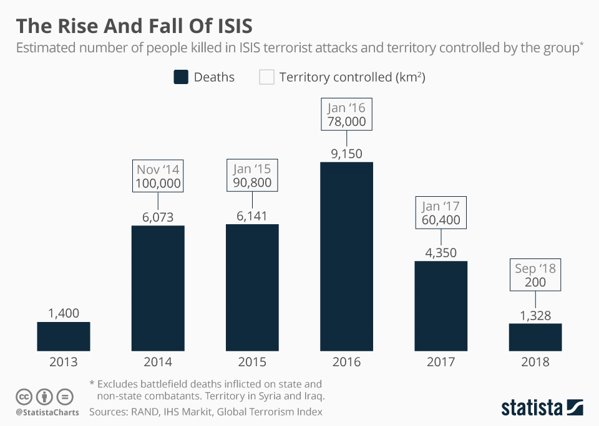 The Rise And Fall Of ISIS
Estimated number of people killed in ISIS terrorist attacks and territory controlled by the group*
Deaths
Territory controlled (km²)
Jan ‘16
78,000
9,150
Nov ‘14
100,000
6,073
Jan ‘15
90,800
6,141
Jan ‘17
60,400
4,350
Sep ‘18
200
1,328
1,400
2013 2014 2015 2016 2017 2018
* Excludes battlefield deaths inflicted on state and
non-state combatants. Territory in Syria and Iraq.
@StatistaCharts Sources: RAND, IHS Markit, Global Terrorism Index
statista